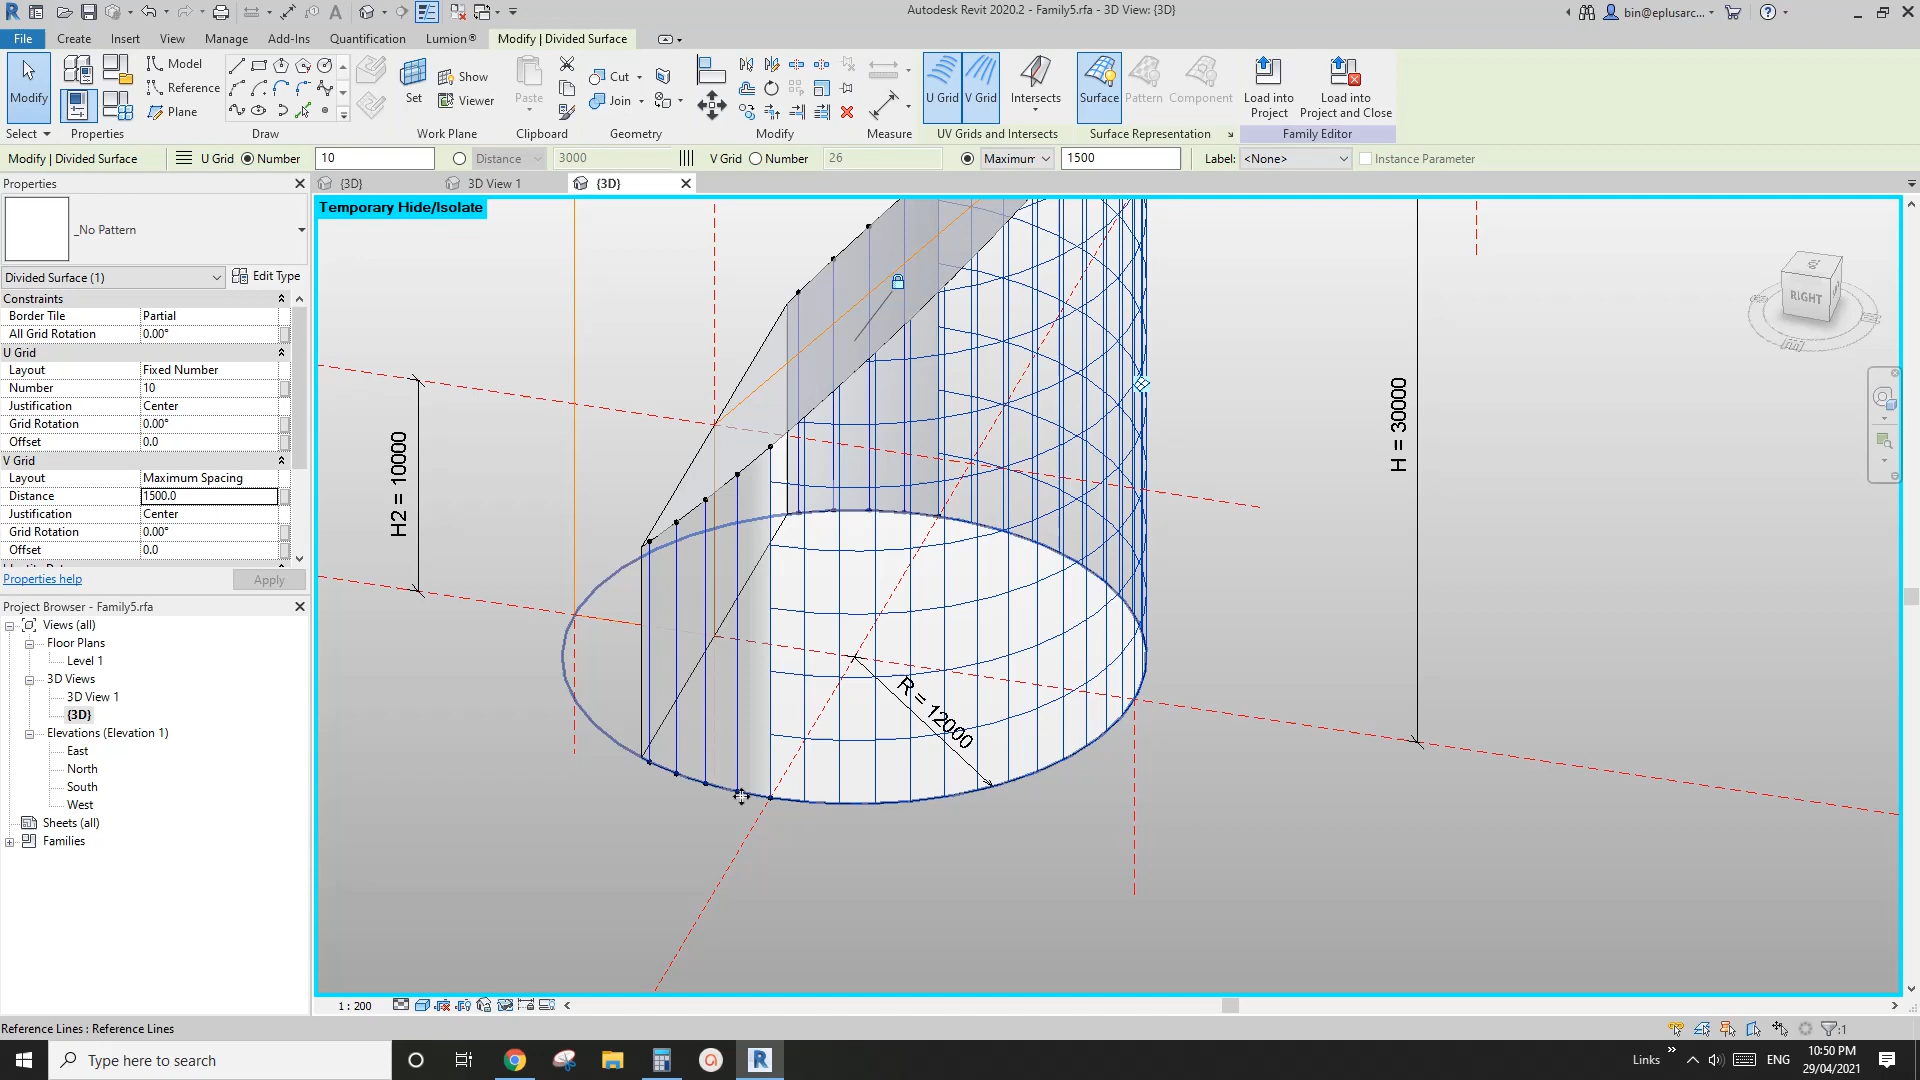 Autodesk Revit 2020.2 - Family5.rfa - 3D View: {3D}
bin@eplusarc...
File Create Insert View Manage Add-Ins Quantification Lumion® Modify | Divided Surface
Modify
Select
Properties
Model
Reference
Plane
Draw
Set
Show
Viewer
Work Plane
Paste
Clipboard
Cut
Join
Geometry
Modify
Measure
U Grid
V Grid
Intersects
UV Grids and Intersects
Surface
Pattern
Component
Surface Representation
Load into
Project
Load into
Project and Close
Family Editor
Modify | Divided Surface U Grid Number 10 Distance 3000 V Grid Number 26 Maximum 1500 Label: <None> Instance Parameter
Properties
{3D} 3D View 1 {3D}
_No Pattern
Divided Surface (1) Edit Type
Constraints
Border Tile Partial
All Grid Rotation 0.00°
U Grid
Layout Fixed Number
Number 10
Justification Center
Grid Rotation 0.00°
Offset 0.0
V Grid
Layout Maximum Spacing
Distance 1500.0
Justification Center
Grid Rotation 0.00°
Offset 0.0
Properties help Apply
Project Browser - Family5.rfa
Views (all)
Floor Plans
Level 1
3D Views
3D View 1
{3D}
Elevations (Elevation 1)
East
North
South
West
Sheets (all)
Families
Temporary Hide/Isolate
H2 = 10000
H = 30000
R = 12000
RIGHT
1 : 200
Reference Lines : Reference Lines
:1
Type here to search
Links
ENG
10:50 PM
29/04/2021